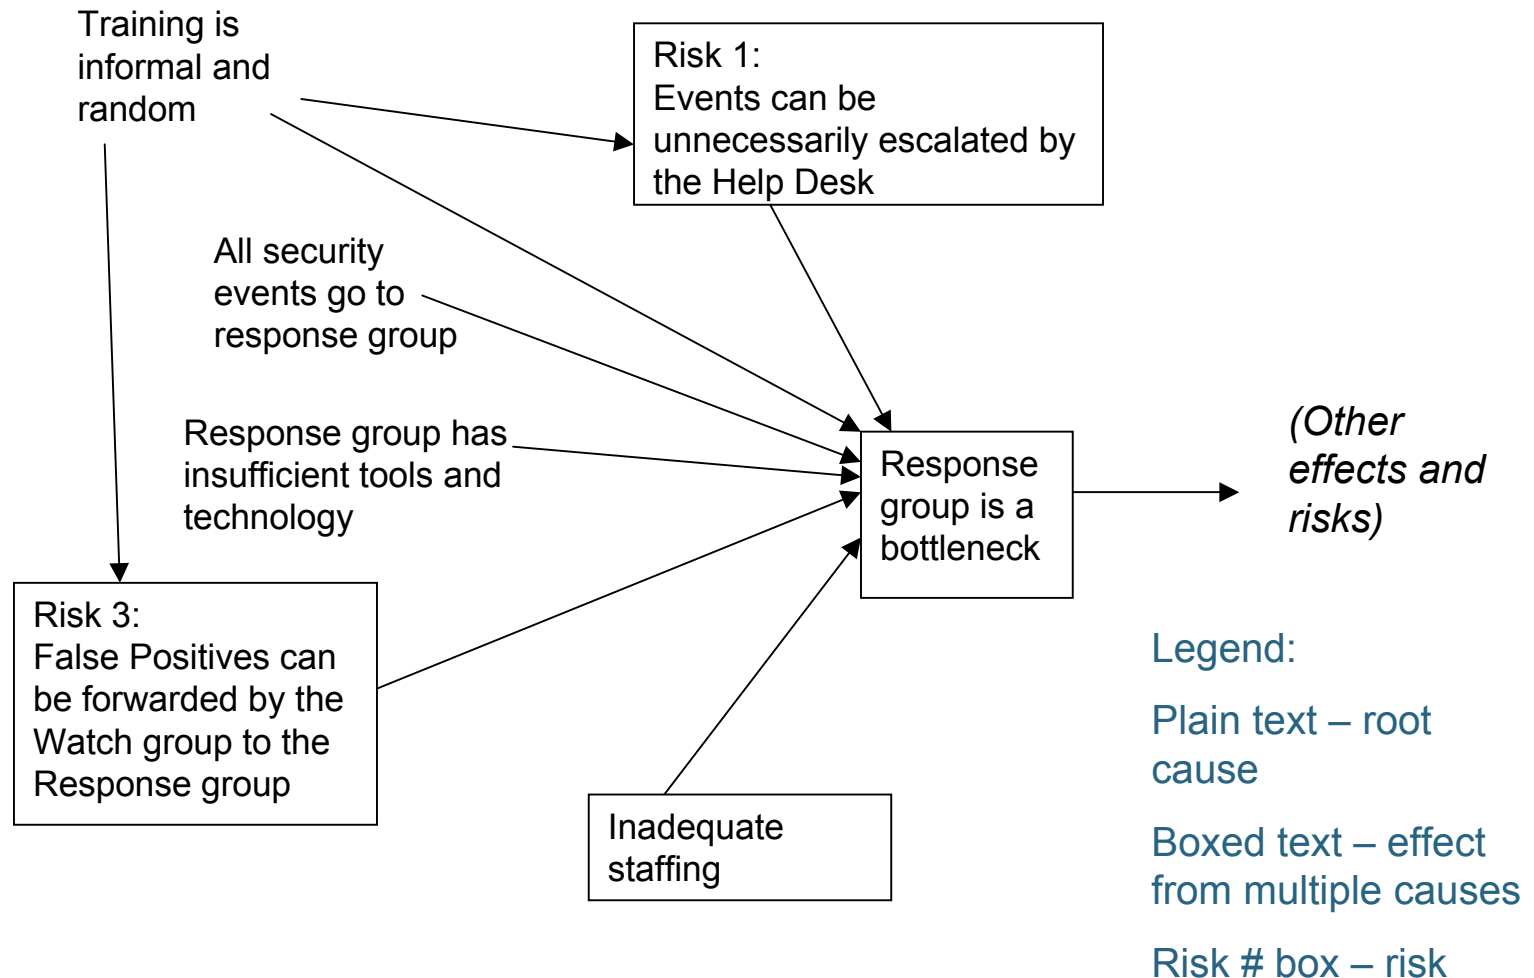 Training is
informal and
random
Risk 1:
Events can be
unnecessarily escalated by
the Help Desk
All security
events go to
response group
Response group has
insufficient tools and
technology
Response
group is a
bottleneck
(Other
effects and
risks)
Risk 3:
False Positives can
be forwarded by the
Watch group to the
Response group
Inadequate
staffing
Legend:
Plain text – root
cause
Boxed text – effect
from multiple causes
Risk # box – risk